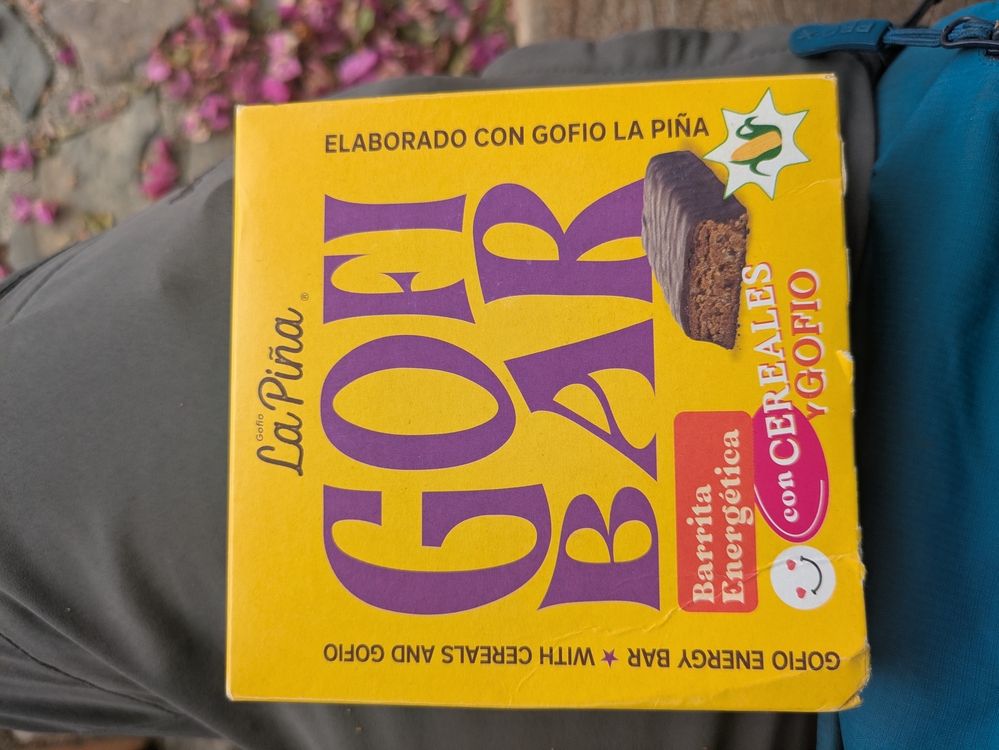 Gofio
La Piña
®
GOFI
BAR
Barrita
Energética
con CEREALES
Y GOFIO
ELABORADO CON GOFIO LA PIÑA
GOFIO ENERGY BAR ★ WITH CEREALS AND GOFIO